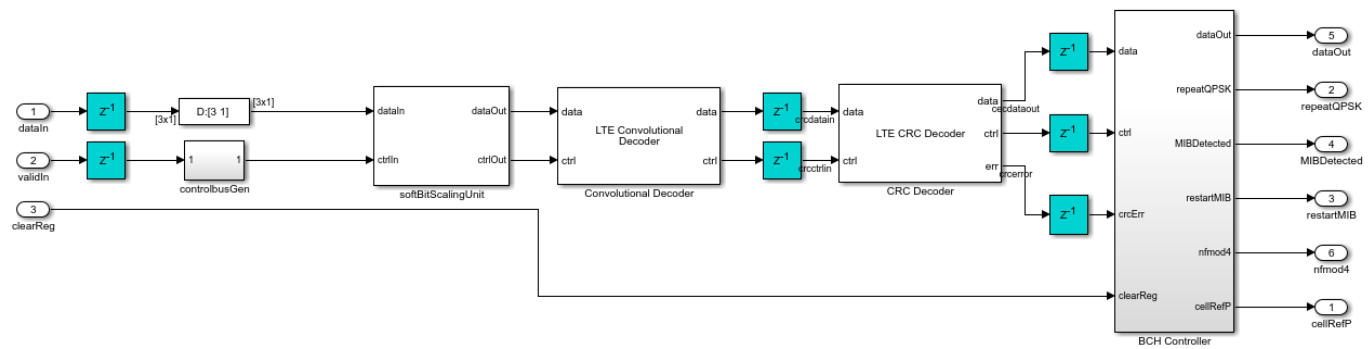 1
dataIn
2
validIn
3
clearReg
z-1
[3x1]
D:[3 1]
[3x1]
z-1
1 1
controlbusGen
dataIn
ctrlIn
dataOut
ctrlOut
softBitScalingUnit
data
ctrl
LTE Convolutional
Decoder
data
ctrl
Convolutional Decoder
z-1
crcdatain
z-1
crcctrlin
data
ctrl
LTE CRC Decoder
data
cecdataout
ctrl
err
crcerror
CRC Decoder
z-1
z-1
z-1
data
ctrl
crcErr
clearReg
dataOut
repeatQPSK
MIBDetected
restartMIB
nfmod4
cellRefP
BCH Controller
5
dataOut
2
repeatQPSK
4
MIBDetected
3
restartMIB
6
nfmod4
1
cellRefP